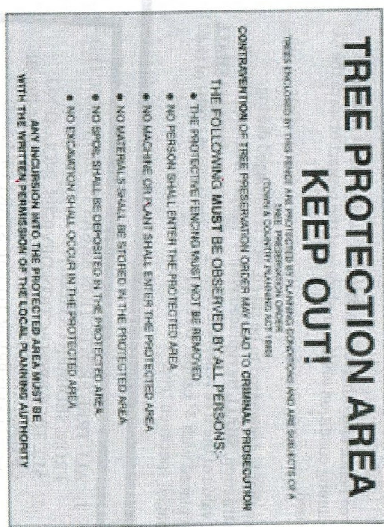 TREE PROTECTION AREA
KEEP OUT!
TREES ENCLOSED BY THIS FENCE ARE PROTECTED BY PLANNING CONDITIONS AND ARE SUBJECTS OF A
TREE PRESERVATION ORDER
(TOWN & COUNTRY PLANNING ACT 1990)
CONTRAVENTION OF TREE PRESERVATION ORDER MAY LEAD TO CRIMINAL PROSECUTION
THE FOLLOWING MUST BE OBSERVED BY ALL PERSONS:-
• THE PROTECTIVE FENCING MUST NOT BE REMOVED
• NO PERSON SHALL ENTER THE PROTECTED AREA
• NO MACHINE OR PLANT SHALL ENTER THE PROTECTED AREA
• NO MATERIALS SHALL BE STORED IN THE PROTECTED AREA
• NO SPOIL SHALL BE DEPOSITED IN THE PROTECTED AREA
• NO EXCAVATION SHALL OCCUR IN THE PROTECTED AREA
ANY INCURSION INTO THE PROTECTED AREA MUST BE
WITH THE WRITTEN PERMISSION OF THE LOCAL PLANNING AUTHORITY